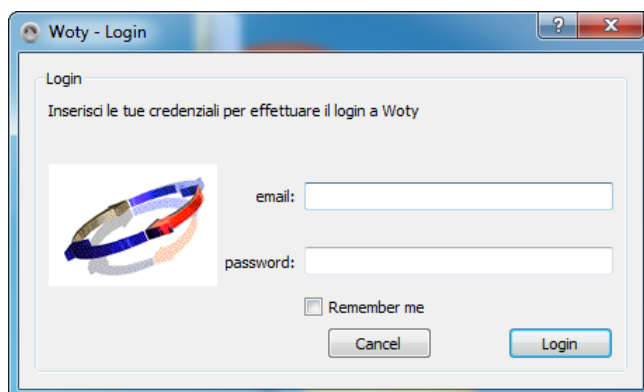 Woty - Login
?
Login
Inserisci le tue credenziali per effettuare il login a Woty
email:
password:
Remember me
Cancel
Login